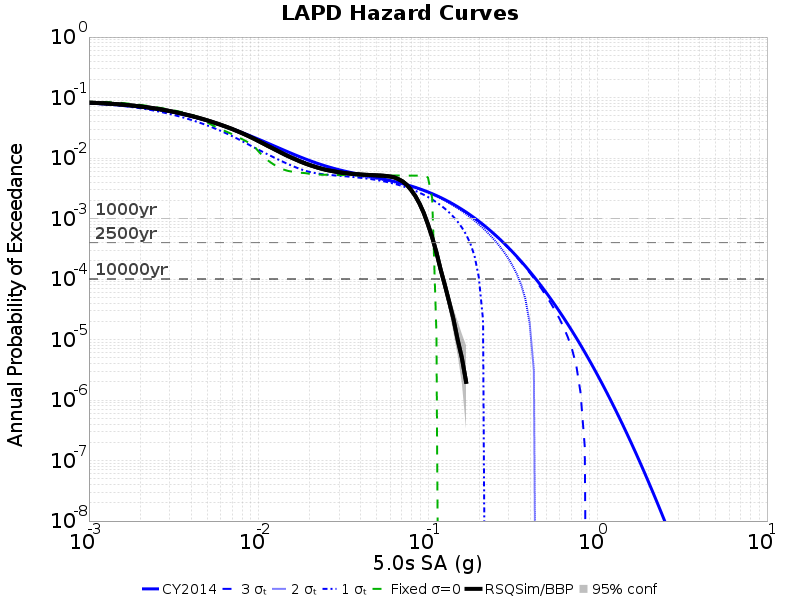 LAPD Hazard Curves
Annual Probability of Exceedance
10^0
10^-1
10^-2
10^-3
10^-4
10^-5
10^-6
10^-7
10^-8
1000yr
2500yr
10000yr
10^-3 10^-2 10^-1 10^0 10^1
5.0s SA (g)
CY2014 3 σₜ 2 σₜ 1 σₜ Fixed σ=0 RSQSim/BBP 95% conf